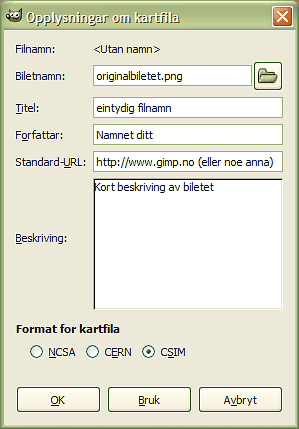 Opplysningar om kartfila
Filnamn: <Utan namn>
Biletnamn: originalbiletet.png
Titel: eintydig filnamn
Forfattar: Namnet ditt
Standard-URL: http://www.gimp.no (eller noe anna)
Beskriving: Kort beskriving av biletet
Format for kartfila
NCSA CERN CSIM
OK Bruk Avbryt